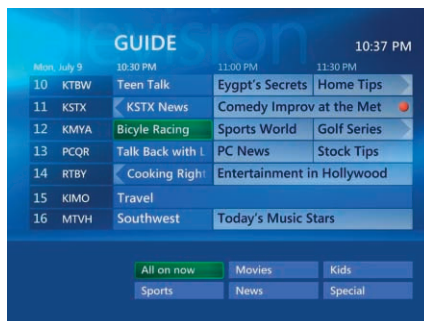 GUIDE 10:37 PM
Mon, July 9 10:30 PM 11:00 PM 11:30 PM
10 KTBW Teen Talk Eygpt's Secrets Home Tips
11 KSTX KSTX News Comedy Improv at the Met
12 KMYA Bicyle Racing Sports World Golf Series
13 PCQR Talk Back with L PC News Stock Tips
14 RTBY Cooking Right Entertainment in Hollywood
15 KIMO Travel
16 MTVH Southwest Today's Music Stars
All on now Movies Kids
Sports News Special